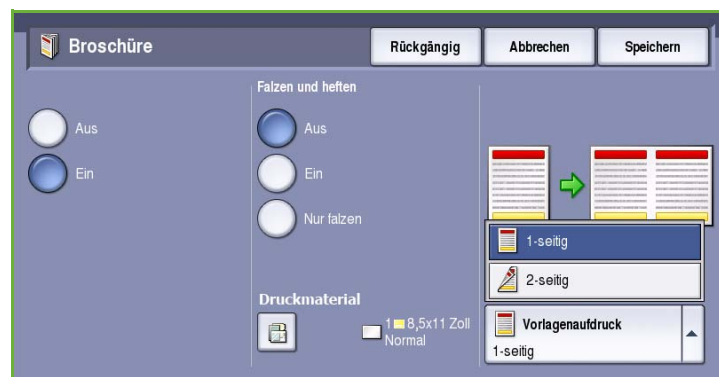 Broschüre
Rückgängig
Abbrechen
Speichern
Aus
Ein
Falzen und heften
Aus
Ein
Nur falzen
Druckmaterial
1 8,5x11 Zoll
Normal
1-seitig
2-seitig
Vorlagenaufdruck
1-seitig